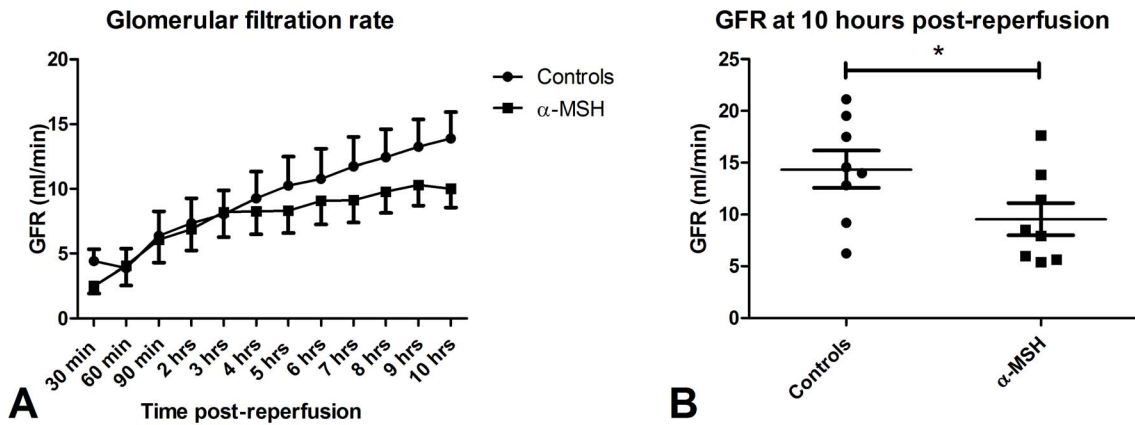 Glomerular filtration rate
20
15
10
5
0
GFR (ml/min)
30 min
60 min
90 min
2 hrs
3 hrs
4 hrs
5 hrs
6 hrs
7 hrs
8 hrs
9 hrs
10 hrs
Time post-reperfusion
Controls
α-MSH
A
GFR at 10 hours post-reperfusion
*
25
20
15
10
5
0
GFR (ml/min)
Controls
α-MSH
B